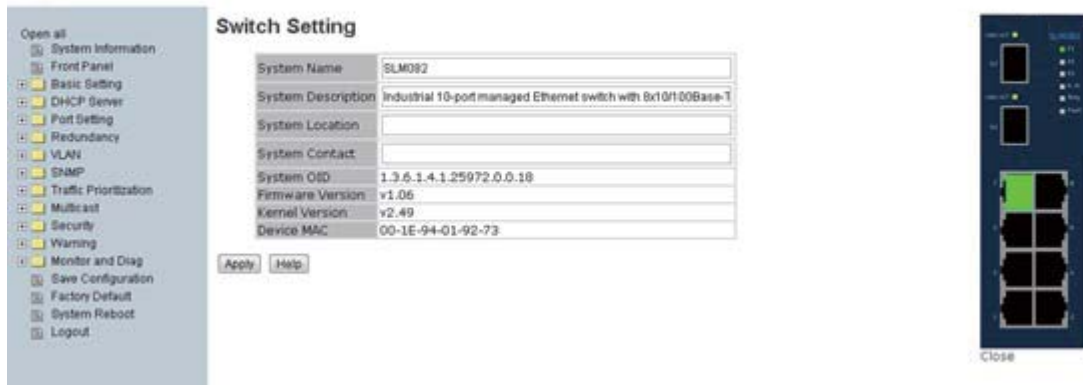 Open all
System Information
Front Panel
Basic Setting
DHCP Server
Port Setting
Redundancy
VLAN
SNMP
Traffic Prioritization
Multicast
Security
Warning
Monitor and Diag
Save Configuration
Factory Default
System Reboot
Logout
Switch Setting
System Name SLM082
System Description Industrial 10-port managed Ethernet switch with 8x10/100Base-T
System Location
System Contact
System OID 1.3.6.1.4.1.25972.0.0.18
Firmware Version v1.06
Kernel Version v2.49
Device MAC 00-1E-94-01-92-73
Apply Help
SLM082
Close